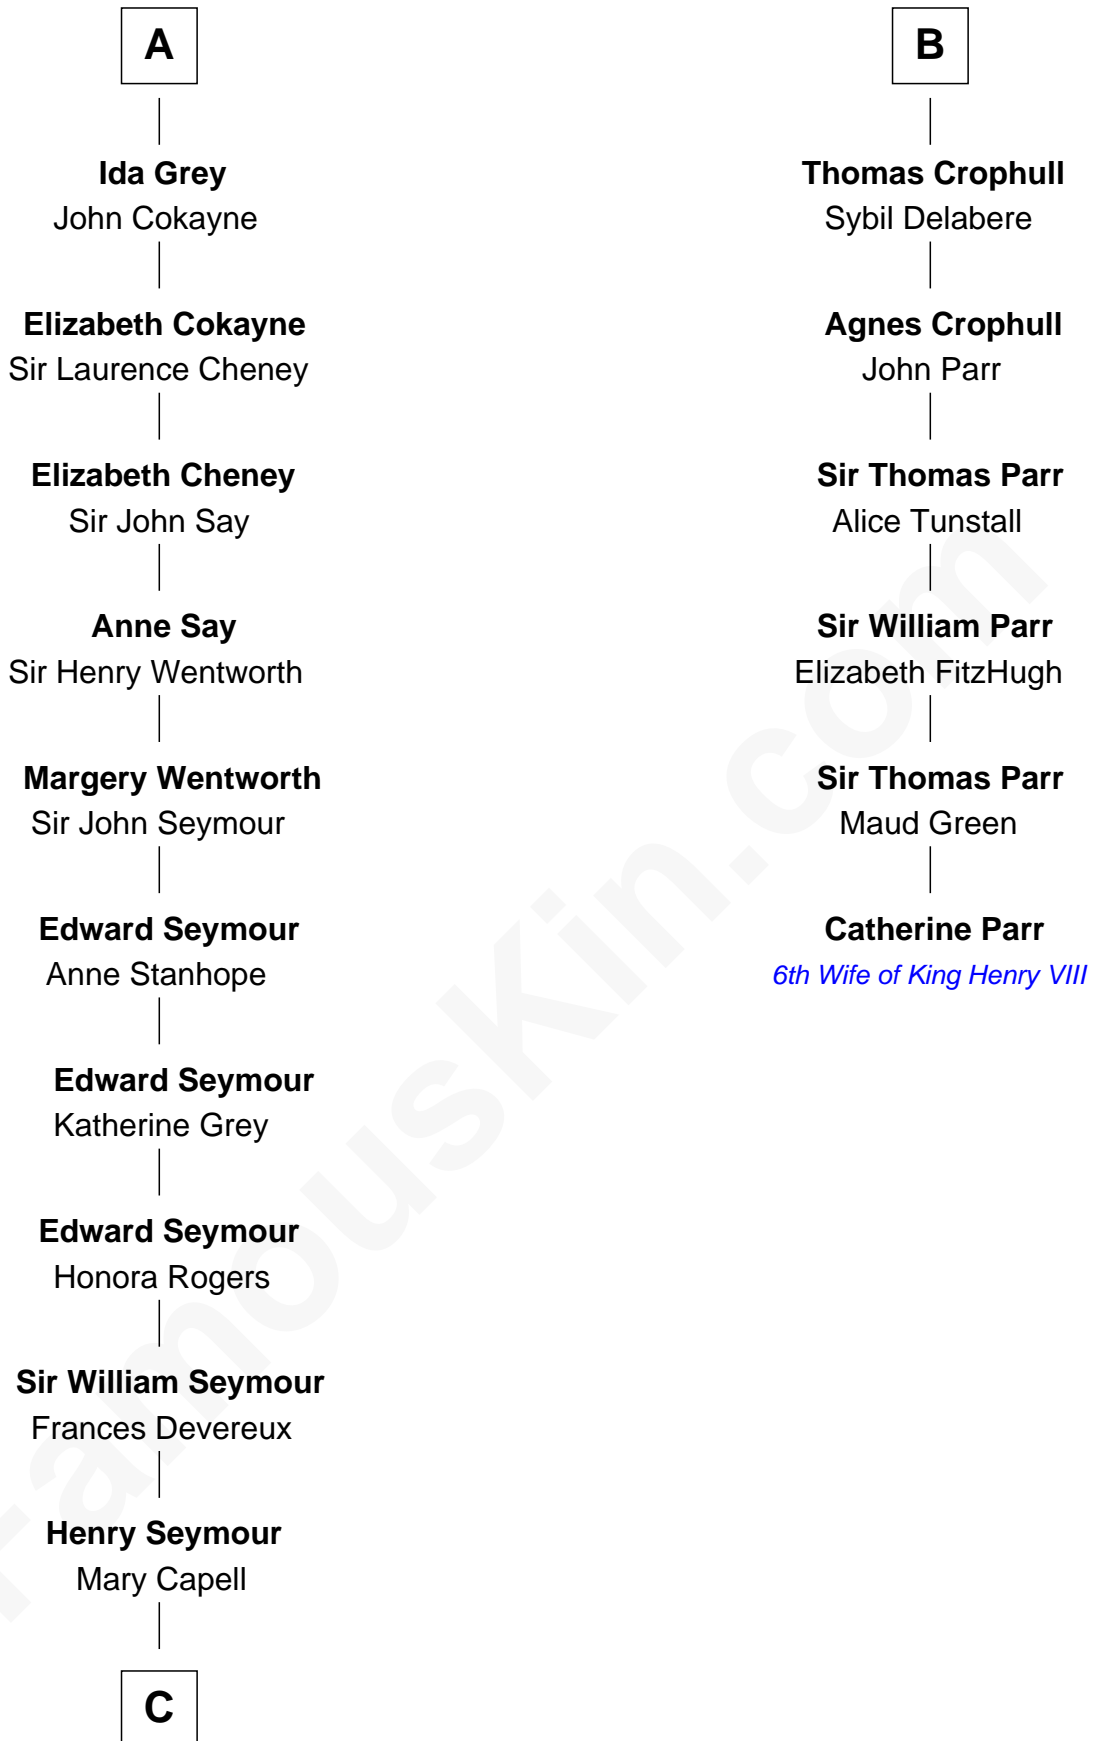 A
Ida Grey
John Cokayne
Elizabeth Cokayne
Sir Laurence Cheney
Elizabeth Cheney
Sir John Say
Anne Say
Sir Henry Wentworth
Margery Wentworth
Sir John Seymour
Edward Seymour
Anne Stanhope
Edward Seymour
Katherine Grey
Edward Seymour
Honora Rogers
Sir William Seymour
Frances Devereux
Henry Seymour
Mary Capell
C
B
Thomas Crophull
Sybil Delabere
Agnes Crophull
John Parr
Sir Thomas Parr
Alice Tunstall
Sir William Parr
Elizabeth FitzHugh
Sir Thomas Parr
Maud Green
Catherine Parr
6th Wife of King Henry VIII
FamousKin.com